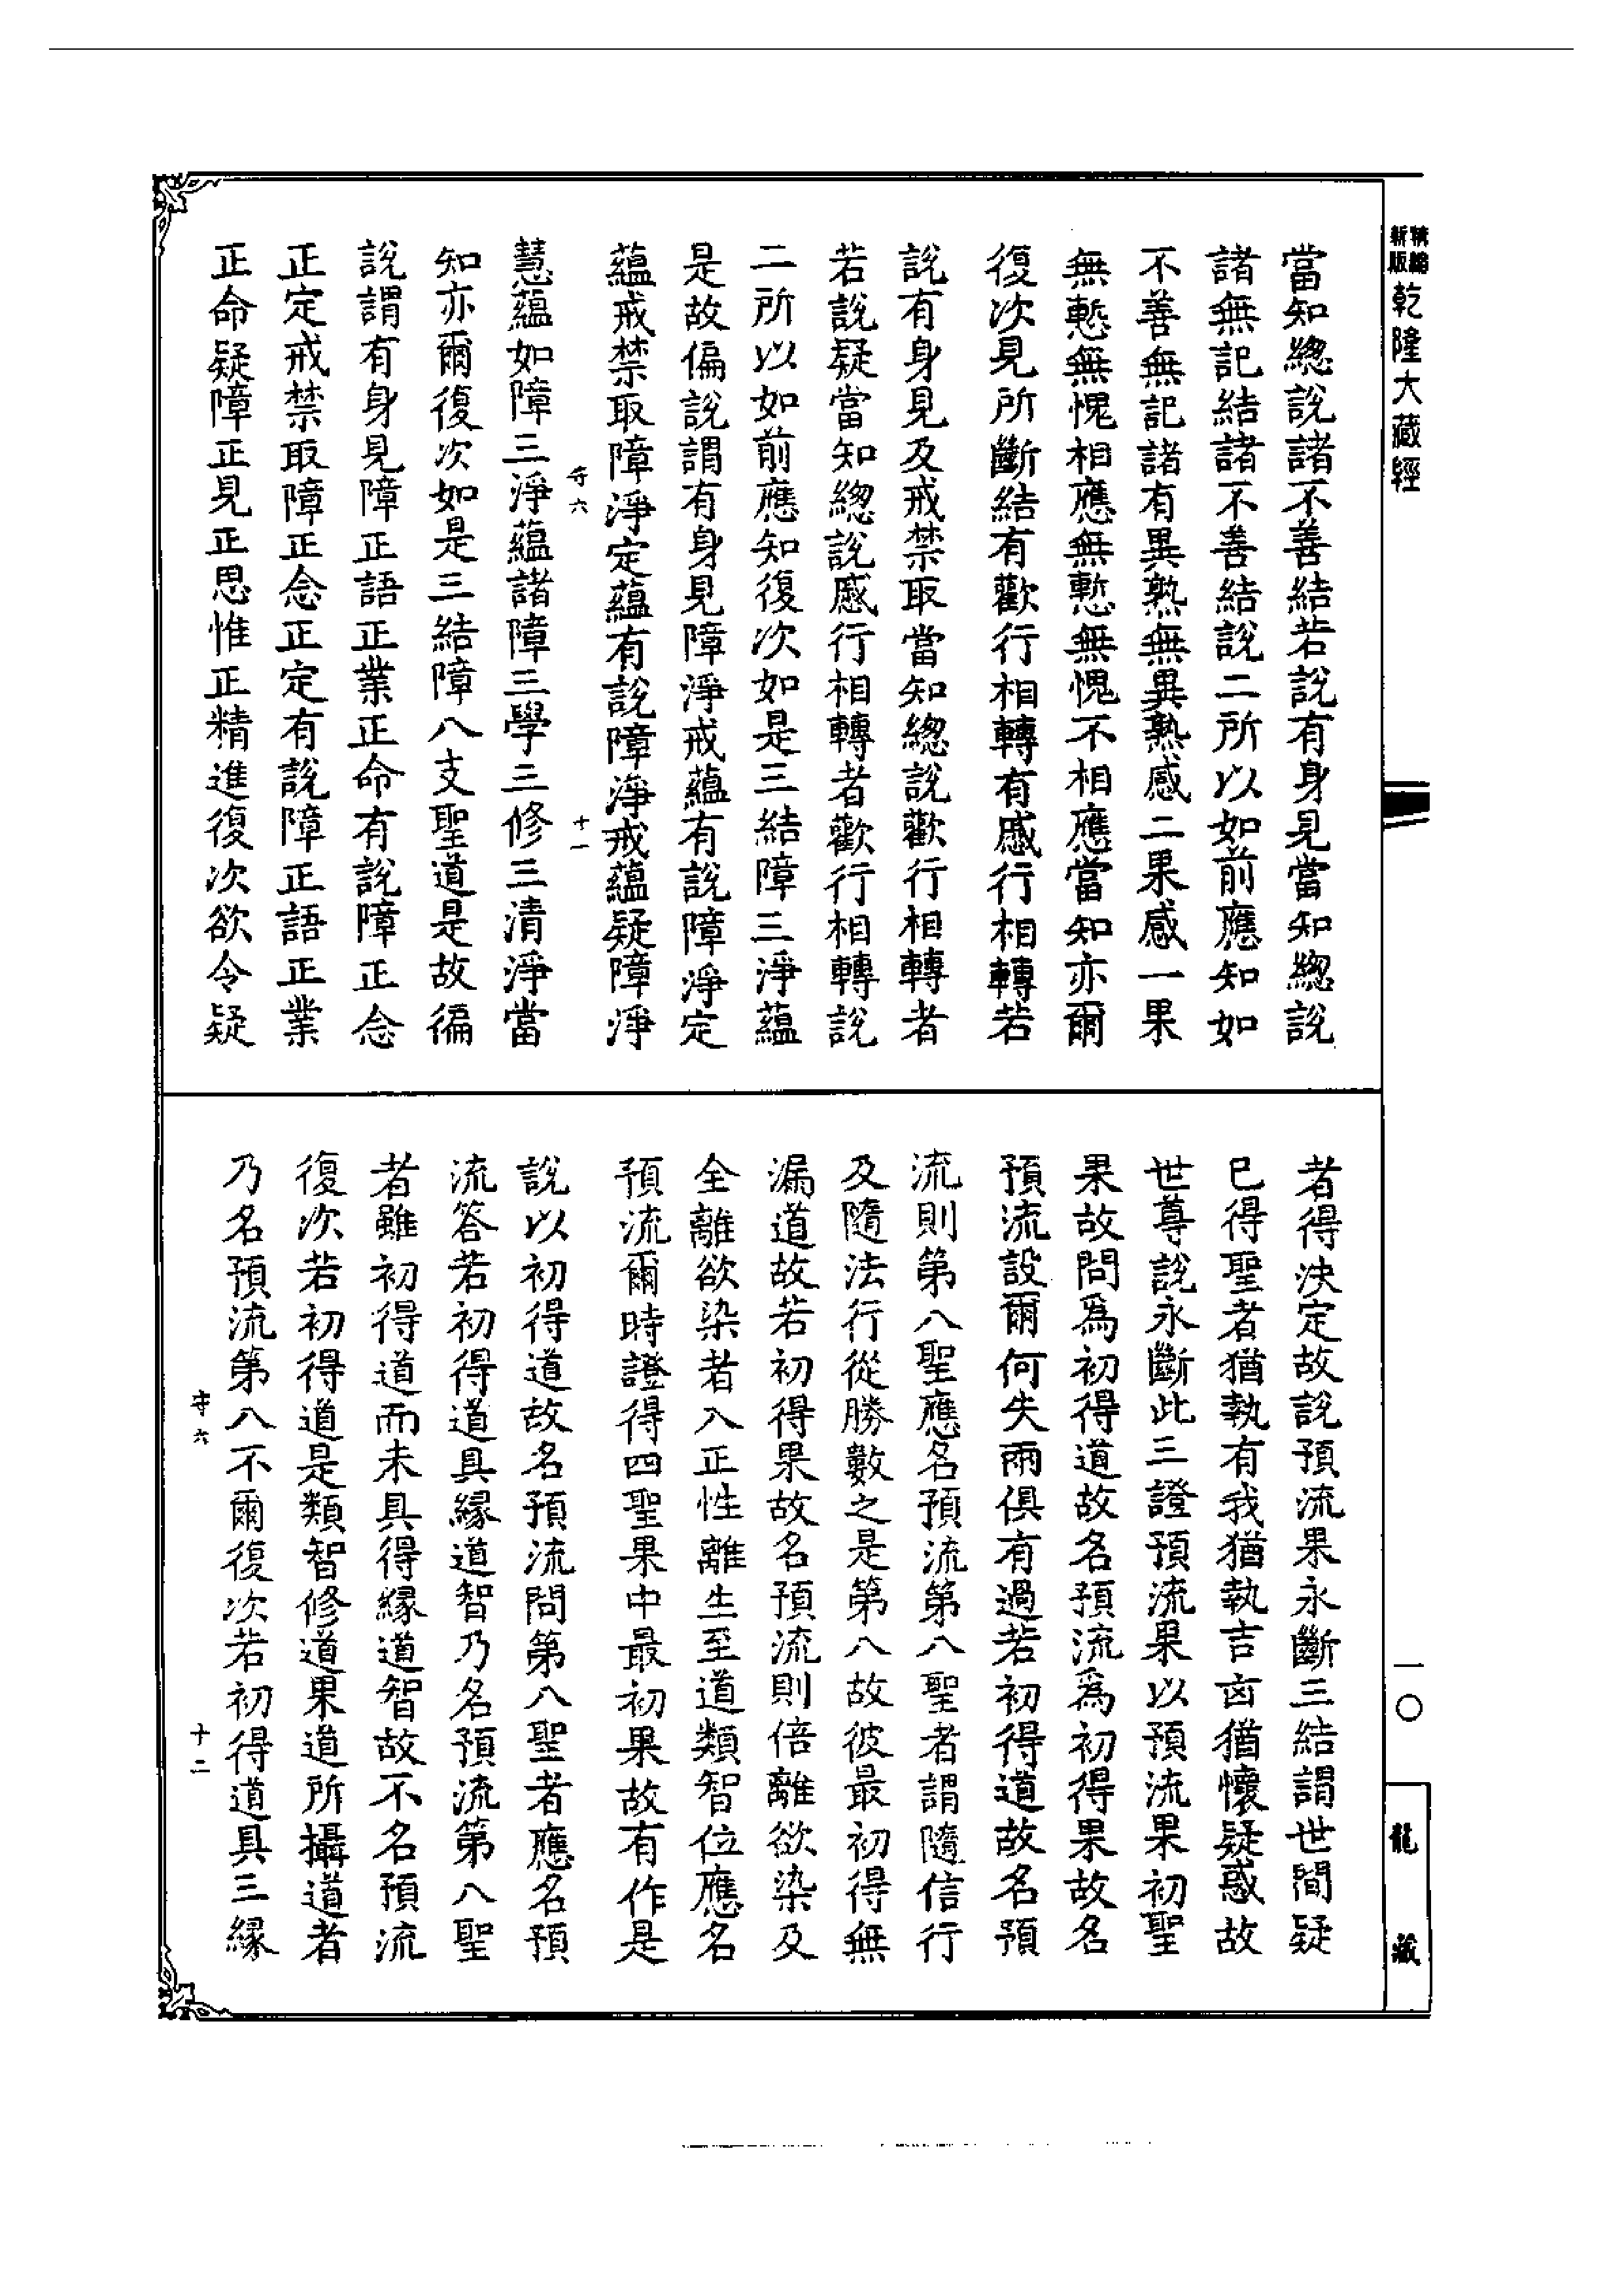 精縮新版乾隆大藏經
當知總說諸不善結若說有身見當知總說
諸無記結諸不善結說二所以如前應知如
不善無記諸有異熟無異熟感二果感一果
無慙無愧相應無慙無愧不相應當知亦爾
復次見所斷結有歡行相轉有慼行相轉若
說有身見及戒禁取當知總說歡行相轉者
若說疑當知總說慼行相轉者歡行相轉說
二所以如前應知復次如是三結障三淨蘊
是故偏說謂有身見障淨戒蘊有說障淨定
蘊戒禁取障淨定蘊有說障淨戒蘊疑障淨
守六 十一
慧蘊如障三淨蘊諸障三學三修三清淨當
知亦爾復次如是三結障八支聖道是故徧
說謂有身見障正語正業正命有說障正念
正定戒禁取障正念正定有說障正語正業
正命疑障正見正思惟正精進復次欲令疑
者得決定故說預流果永斷三結謂世間疑
已得聖者猶執有我猶執吉凶猶懷疑惑故
世尊說永斷此三證預流果以預流果初聖
果故問爲初得道故名預流爲初得果故名
預流設爾何失兩俱有過若初得道故名預
流則第八聖應名預流第八聖者謂隨信行
及隨法行從勝數之是第八故彼最初得無
漏道故若初得果故名預流則倍離欲染及
全離欲染者入正性離生至道類智位應名
預流爾時證得四聖果中最初果故有作是
說以初得道故名預流問第八聖者應名預
流答若初得道具緣道智乃名預流第八聖
者雖初得道而未具得緣道智故不名預流
復次若初得道是類智修道果道所攝道者
乃名預流第八不爾復次若初得道具三緣
守六 十二
一〇
龍藏